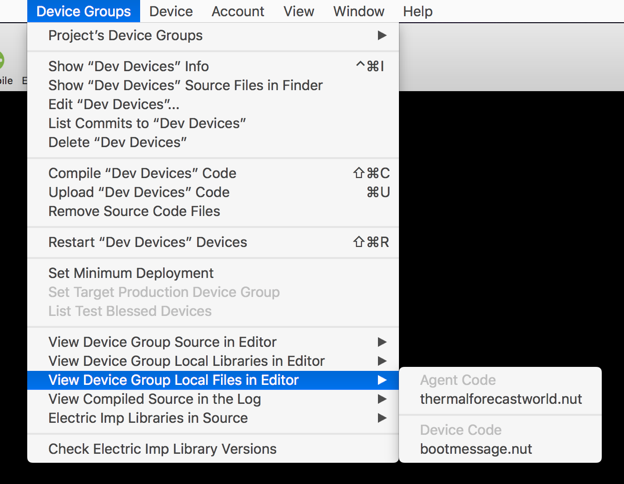 Device Groups Device Account View Window Help
Project’s Device Groups
Show “Dev Devices” Info ^⌘I
Show “Dev Devices” Source Files in Finder
Edit “Dev Devices”...
List Commits to “Dev Devices”
Delete “Dev Devices”
Compile “Dev Devices” Code ⇧⌘C
Upload “Dev Devices” Code ⌘U
Remove Source Code Files
Restart “Dev Devices” Devices ⇧⌘R
Set Minimum Deployment
Set Target Production Device Group
List Test Blessed Devices
View Device Group Source in Editor
View Device Group Local Libraries in Editor
View Device Group Local Files in Editor
View Compiled Source in the Log
Electric Imp Libraries in Source
Check Electric Imp Library Versions
Agent Code
thermalforecastworld.nut
Device Code
bootmessage.nut